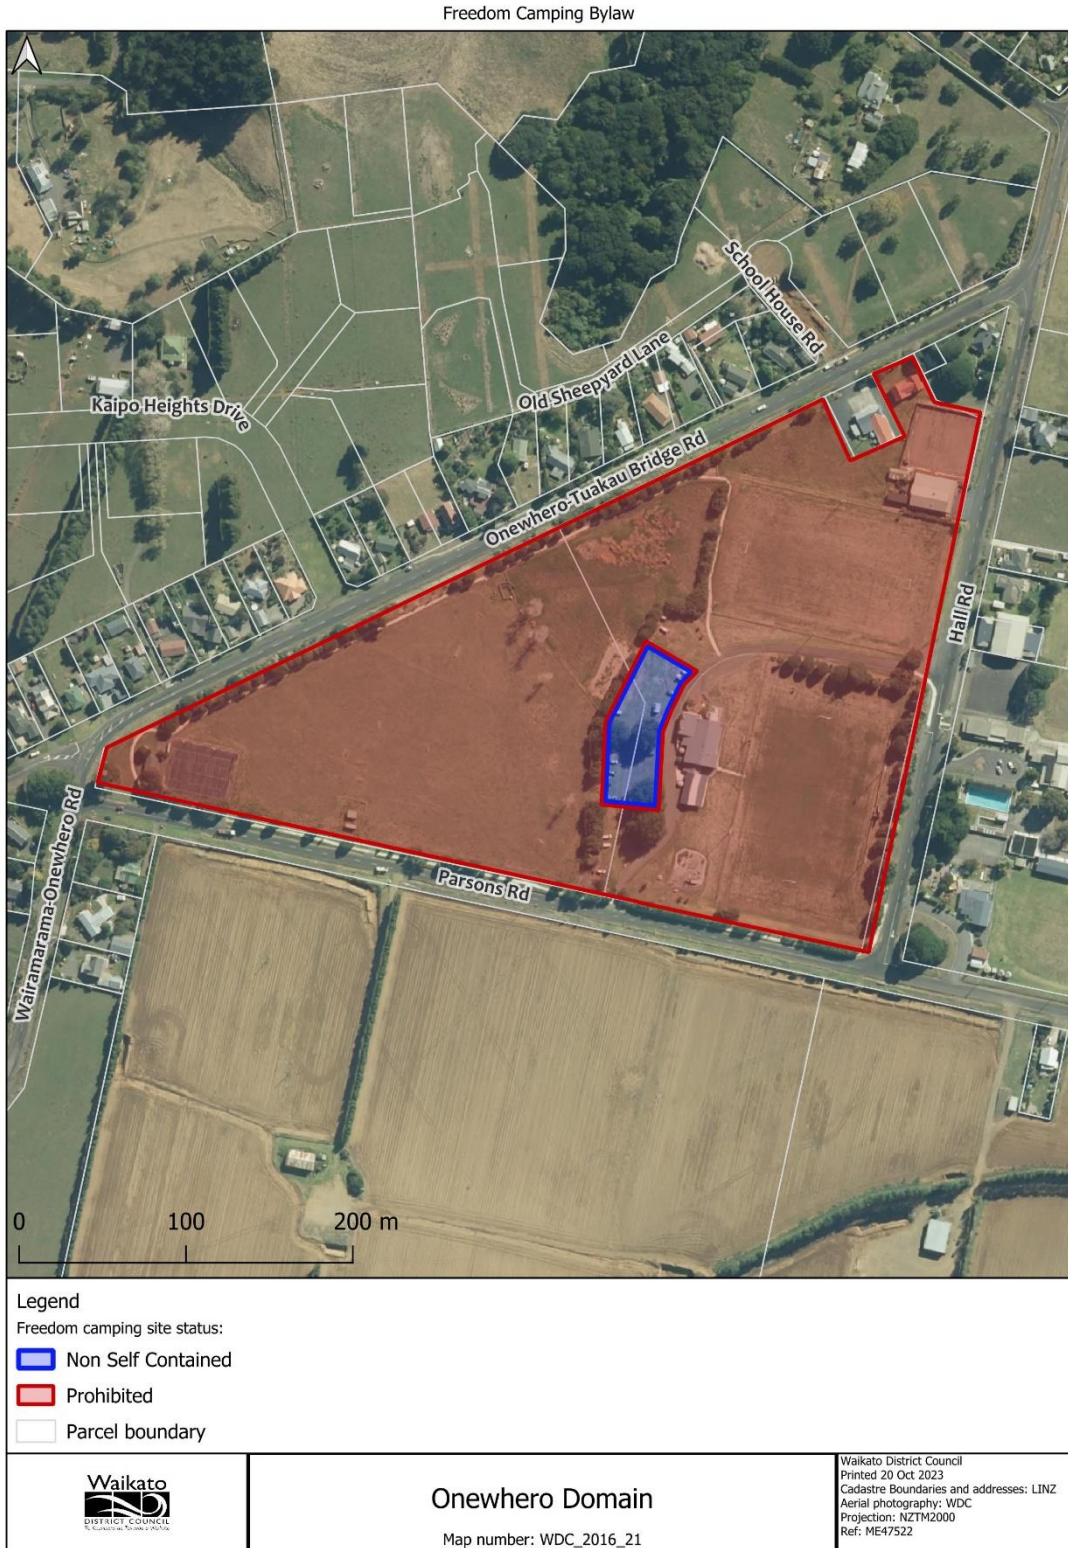 Freedom Camping Bylaw
School House Rd
Old Sheepyard Lane
Kaipo Heights Drive
Onewhero-Tuakau Bridge Rd
Hall Rd
Parsons Rd
Wairamarama-Onewhero Rd
0 100 200 m
Legend
Freedom camping site status:
Non Self Contained
Prohibited
Parcel boundary
Waikato
DISTRICT COUNCIL
Onewhero Domain
Map number: WDC_2016_21
Waikato District Council
Printed 20 Oct 2023
Cadastre Boundaries and addresses: LINZ
Aerial photography: WDC
Projection: NZTM2000
Ref: ME47522